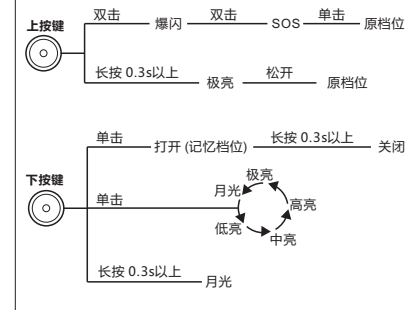 上按键
双击 爆闪 双击 SOS 单击 原档位
长按 0.3s以上 极亮 松开 原档位
下按键
单击 打开 (记忆档位) 长按 0.3s以上 关闭
单击
极亮
月光
高亮
低亮
中亮
长按 0.3s以上 月光